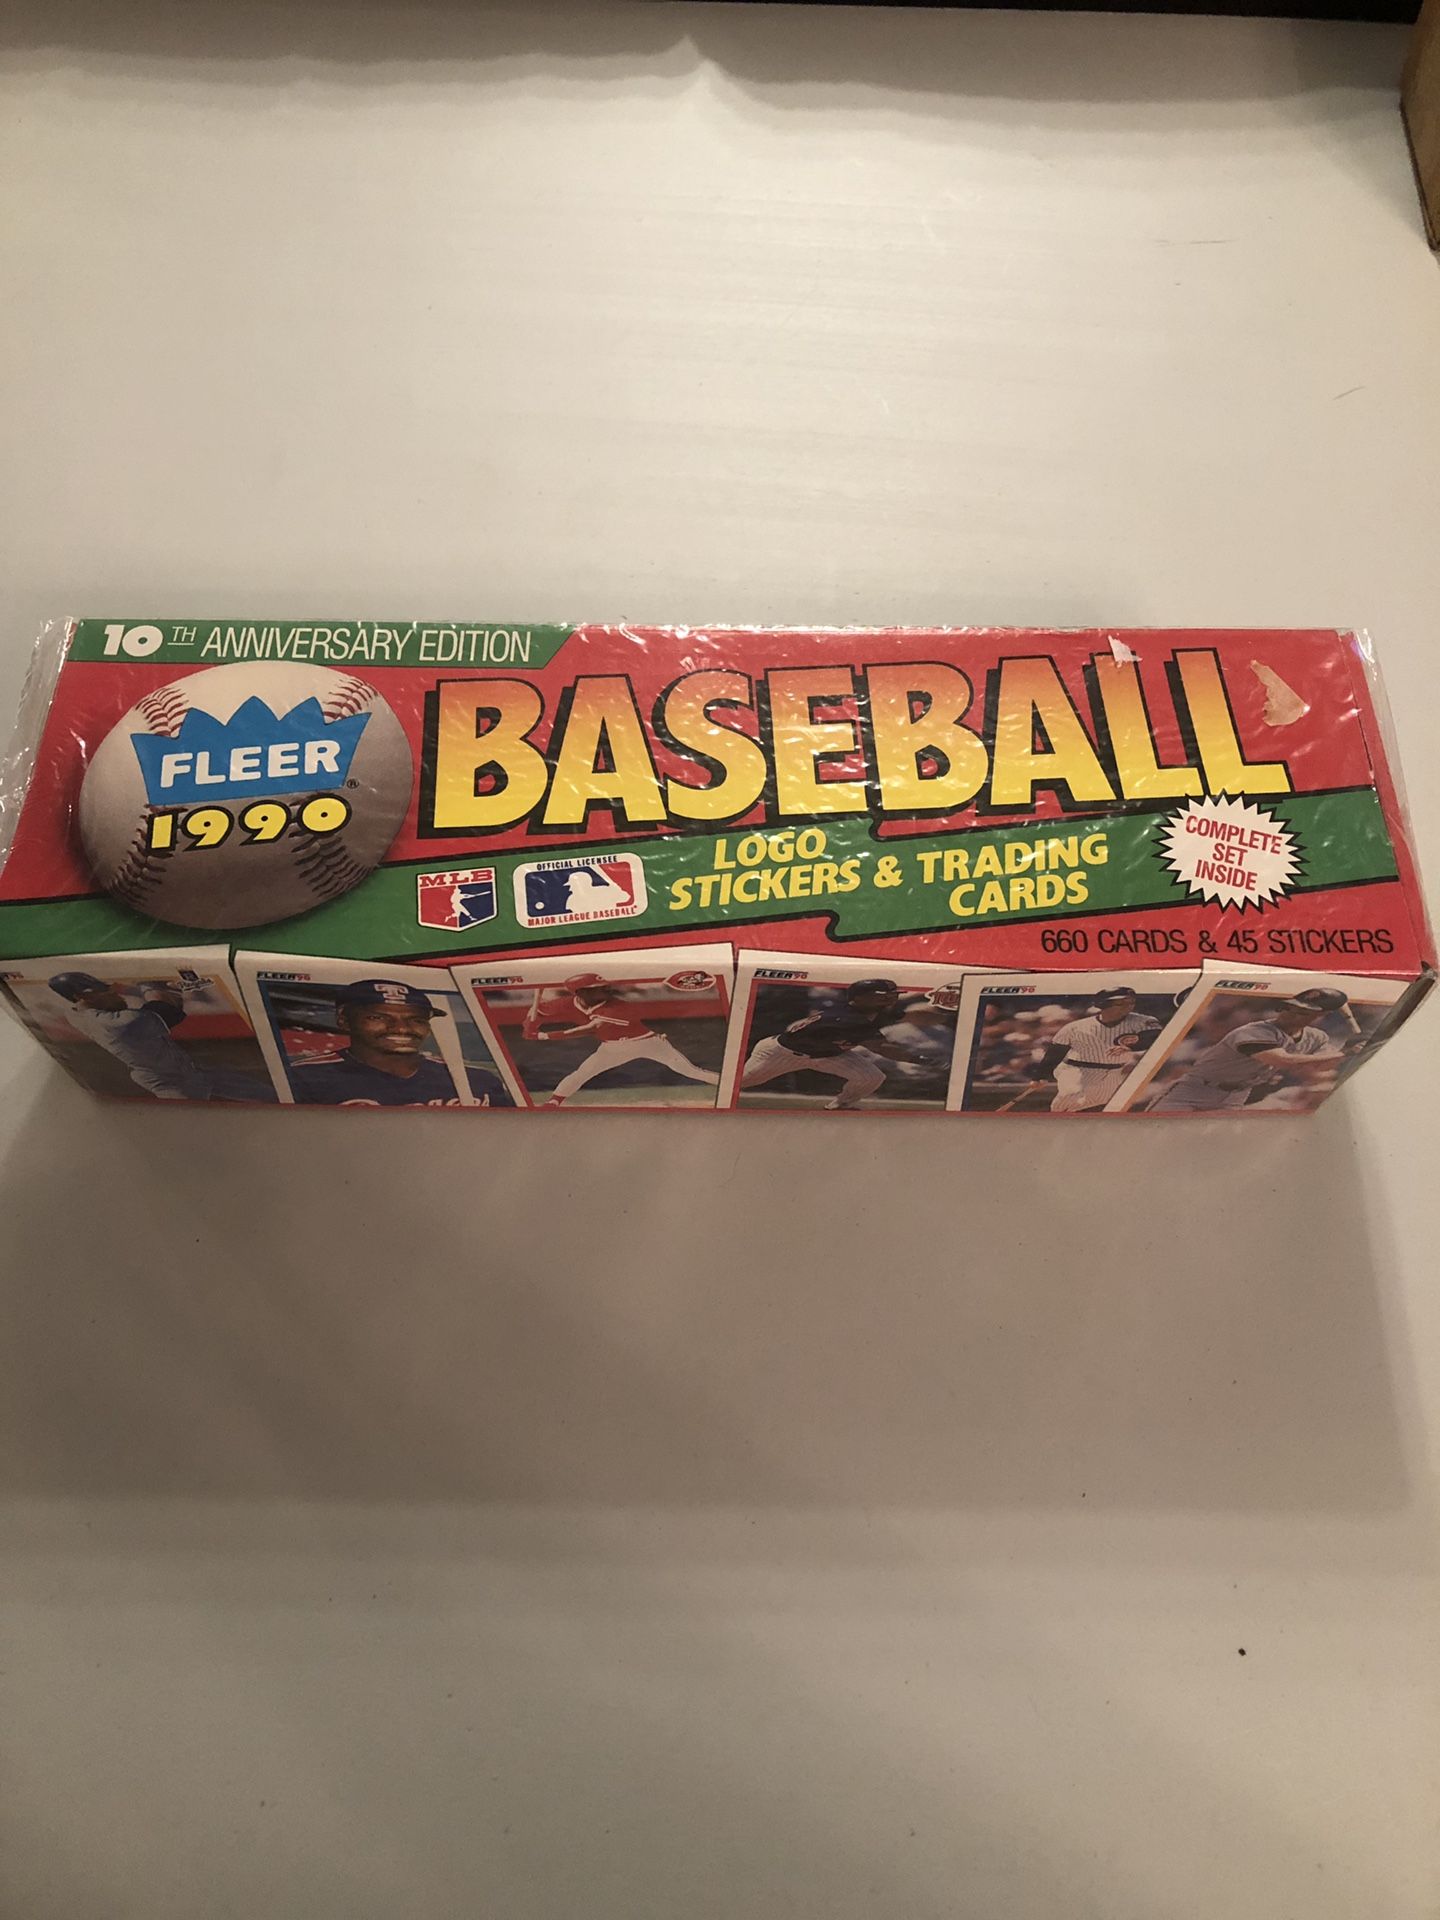 10TH ANNIVERSARY EDITION
FLEER®
1990
BASEBALL
LOGO
STICKERS & TRADING
CARDS
COMPLETE
SET
INSIDE
MLB
OFFICIAL LICENSEE
MAJOR LEAGUE BASEBALL
660 CARDS & 45 STICKERS
FLEER'90
FLEER'90
FLEER'90
FLEER'90
FLEER'90
Royals